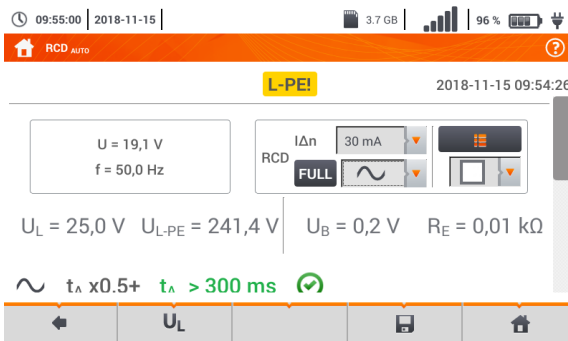 09:55:00 2018-11-15 3.7 GB 96 %
RCD AUTO
L-PE! 2018-11-15 09:54:26
U = 19,1 V
f = 50,0 Hz
RCD IΔn 30 mA
FULL
UL = 25,0 V UL-PE = 241,4 V UB = 0,2 V RE = 0,01 kΩ
tA x0.5+ tA > 300 ms
UL